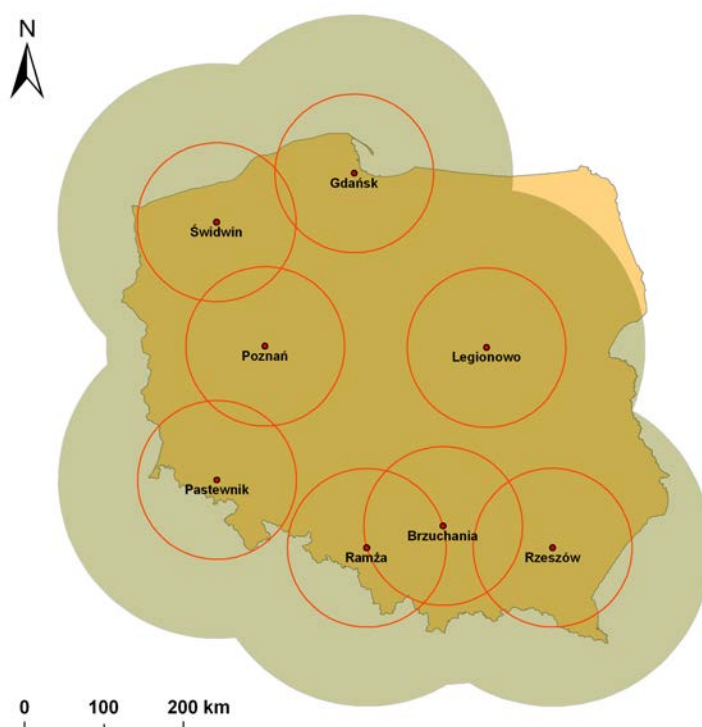 N
Gdańsk
Świdwin
Poznań
Legionowo
Pastewnik
Brzuchania
Ramża
Rzeszów
0 100 200 km